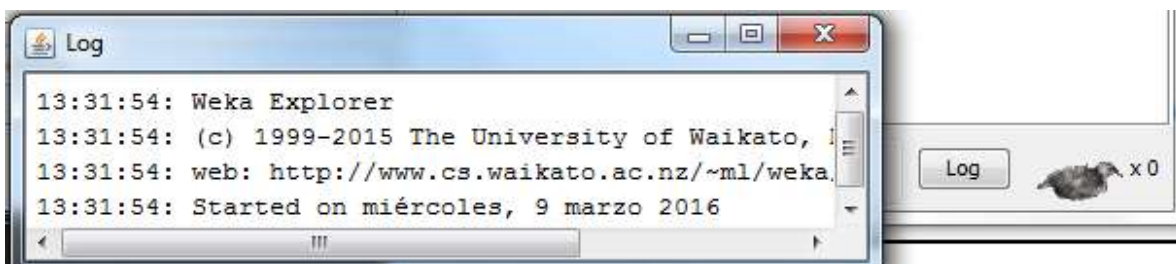 Log
13:31:54: Weka Explorer
13:31:54: (c) 1999-2015 The University of Waikato,
13:31:54: web: http://www.cs.waikato.ac.nz/~ml/weka
13:31:54: Started on miércoles, 9 marzo 2016
Log
x 0